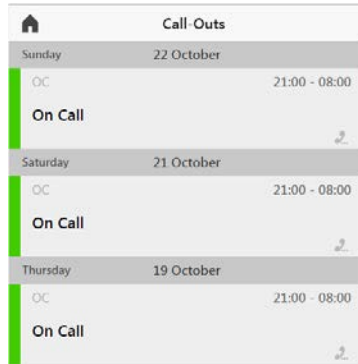 Call-Outs
Sunday 22 October
OC 21:00 - 08:00
On Call
Saturday 21 October
OC 21:00 - 08:00
On Call
Thursday 19 October
OC 21:00 - 08:00
On Call